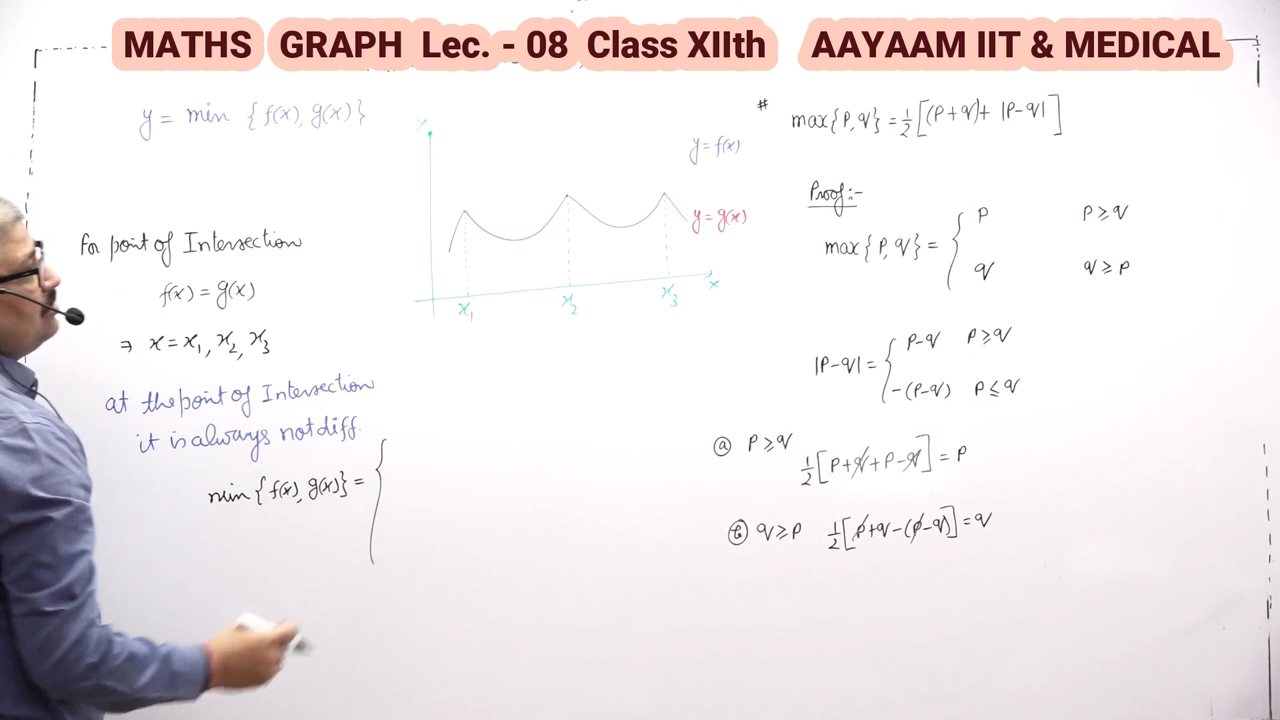 MATHS GRAPH Lec. - 08 Class XIIth AAYAAM IIT & MEDICAL
y = min {f(x), g(x)}
for point of Intersection
f(x) = g(x)
⇒ x = x₁, x₂, x₃
at the point of Intersection
it is always not diff.
min {f(x), g(x)} = {
y
y = f(x)
y = g(x)
x
x₁ x₂ x₃
# max{P, q} = 1/2 [(P+q) + |P-q|]
Proof :-
max{P, q} = { P P ≥ q
q q ≥ P
|P-q| = { P-q P ≥ q
-(P-q) P ≤ q
ⓐ P ≥ q 1/2 [P+q+P-q] = P
ⓑ q ≥ P 1/2 [P+q-(P-q)] = q